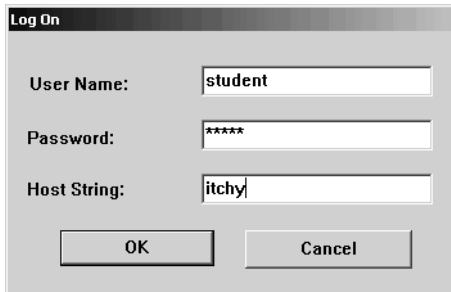 Log On
User Name: student
Password: *****
Host String: itchy
OK Cancel